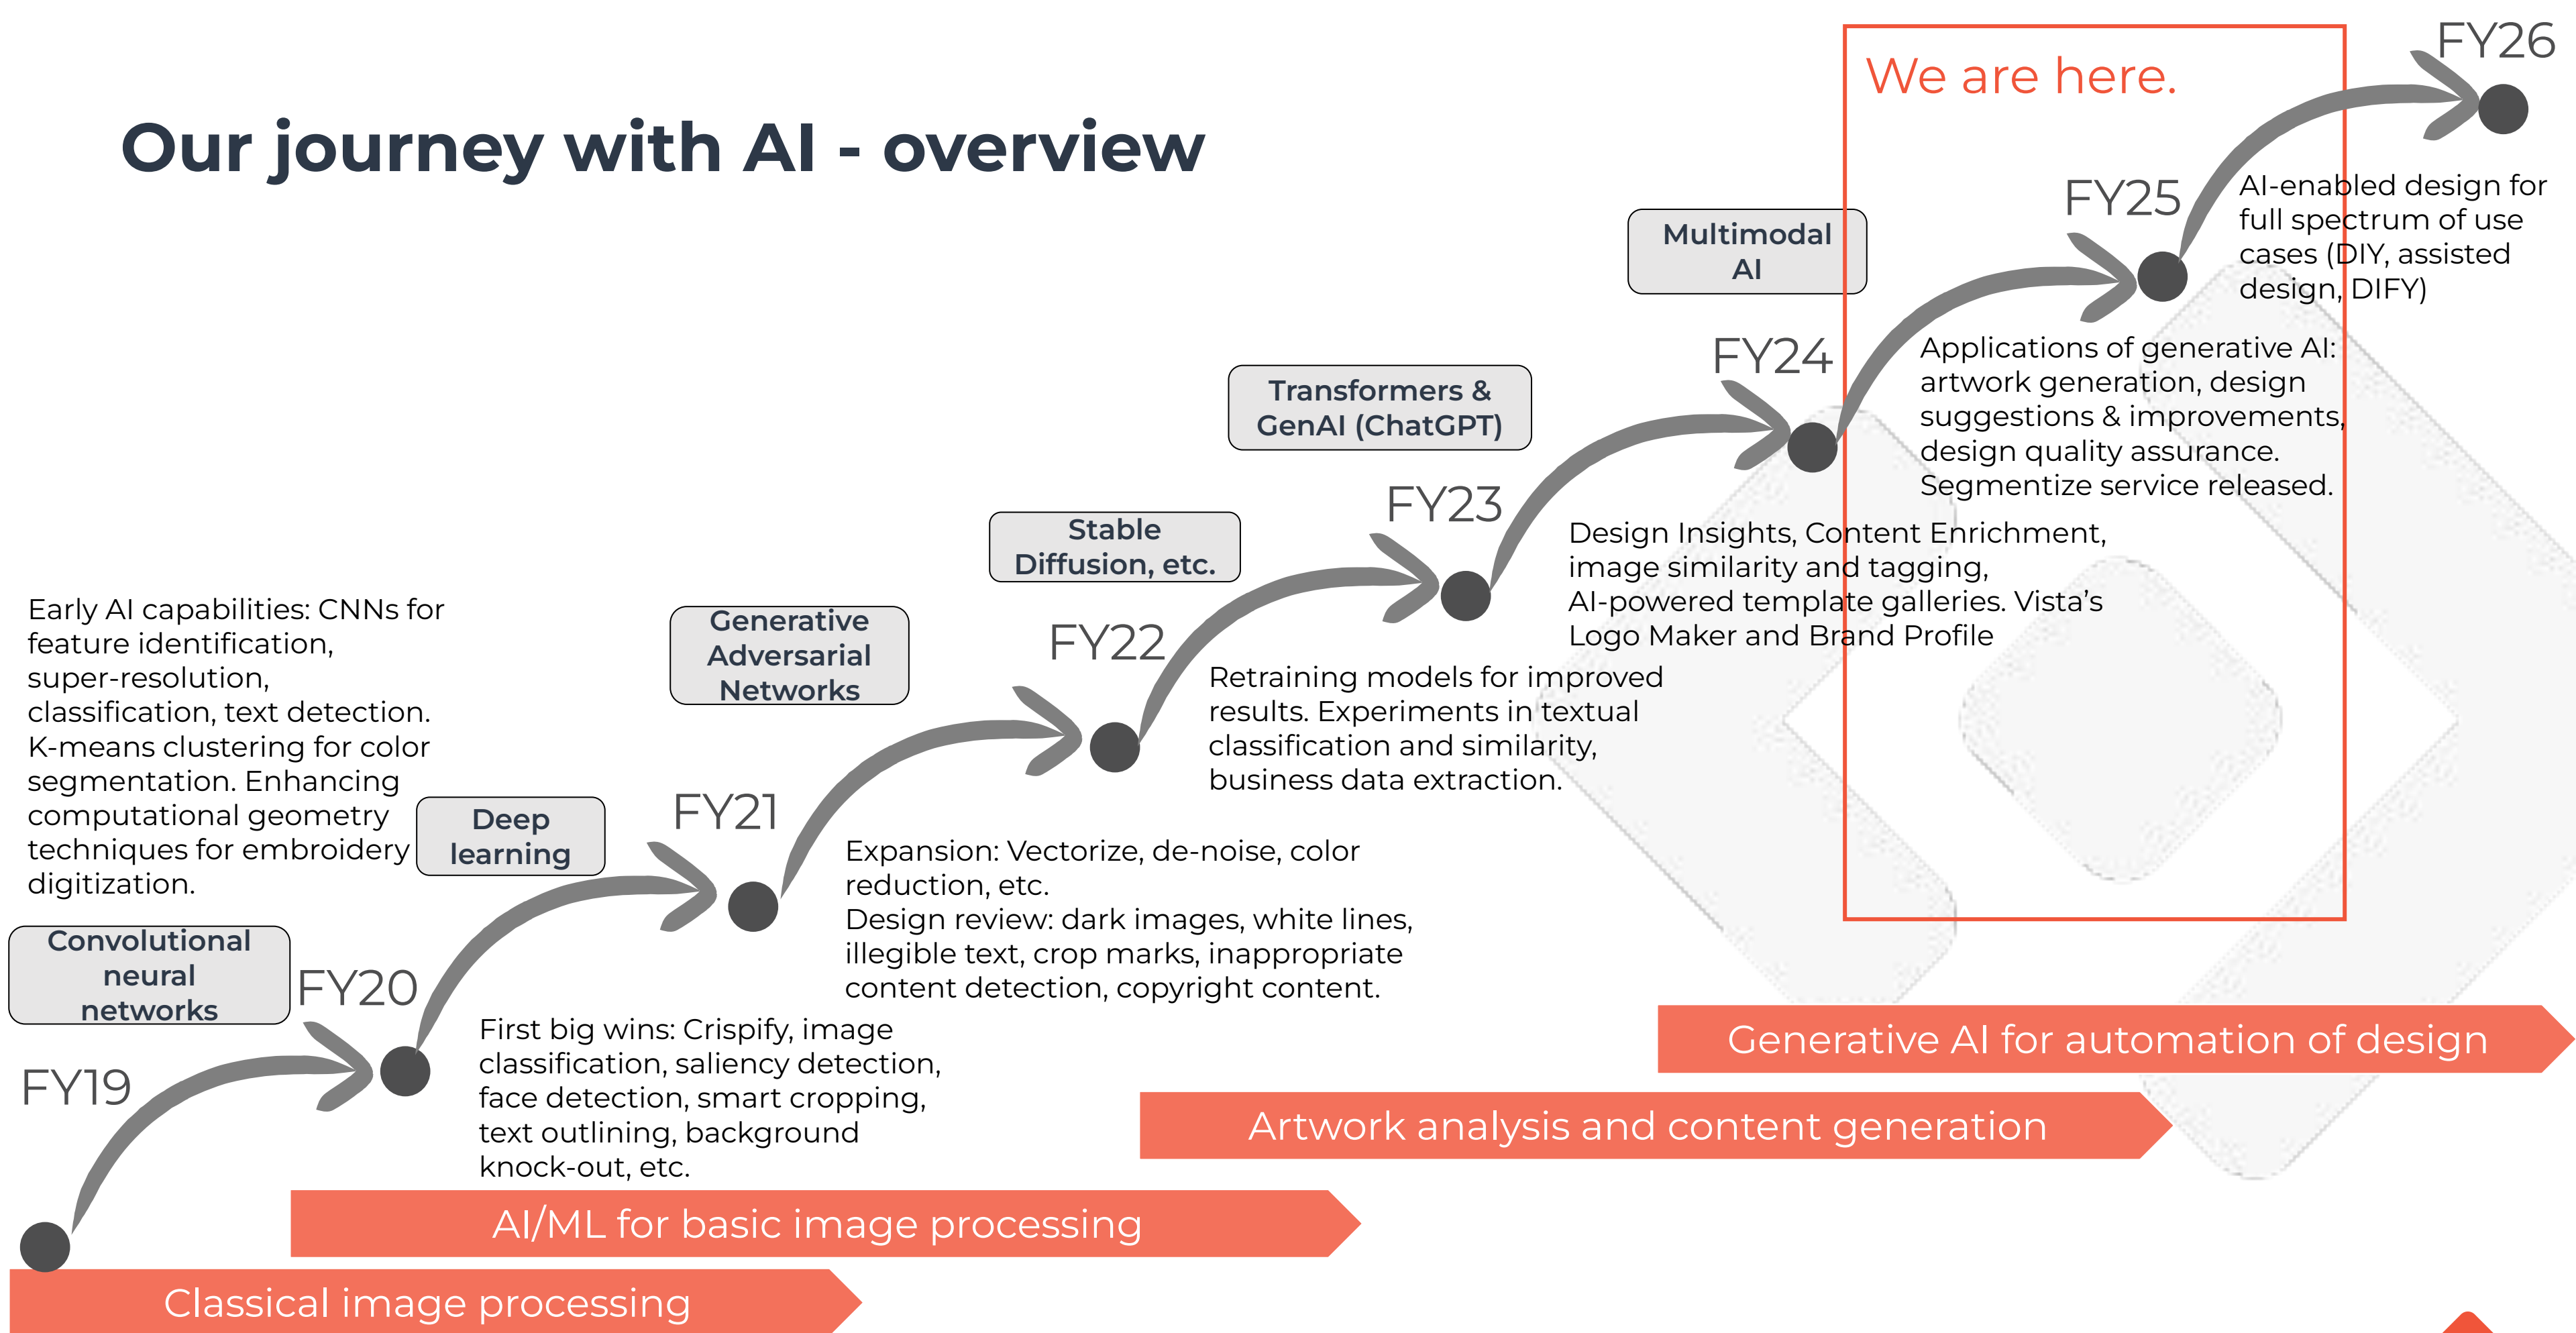 Our journey with AI - overview
We are here.
FY26
AI-enabled design for
full spectrum of use
cases (DIY, assisted
design, DIFY)
FY25
Multimodal
AI
Applications of generative AI:
artwork generation, design
suggestions & improvements,
design quality assurance.
Segmentize service released.
FY24
Transformers &
GenAI (ChatGPT)
Design Insights, Content Enrichment,
image similarity and tagging,
AI-powered template galleries. Vista's
Logo Maker and Brand Profile
FY23
Stable
Diffusion, etc.
Retraining models for improved
results. Experiments in textual
classification and similarity,
business data extraction.
FY22
Generative
Adversarial
Networks
Expansion: Vectorize, de-noise, color
reduction, etc.
Design review: dark images, white lines,
illegible text, crop marks, inappropriate
content detection, copyright content.
FY21
Deep
learning
First big wins: Crispify, image
classification, saliency detection,
face detection, smart cropping,
text outlining, background
knock-out, etc.
Early AI capabilities: CNNs for
feature identification,
super-resolution,
classification, text detection.
K-means clustering for color
segmentation. Enhancing
computational geometry
techniques for embroidery
digitization.
Convolutional
neural
networks
FY20
FY19
Generative AI for automation of design
Artwork analysis and content generation
AI/ML for basic image processing
Classical image processing